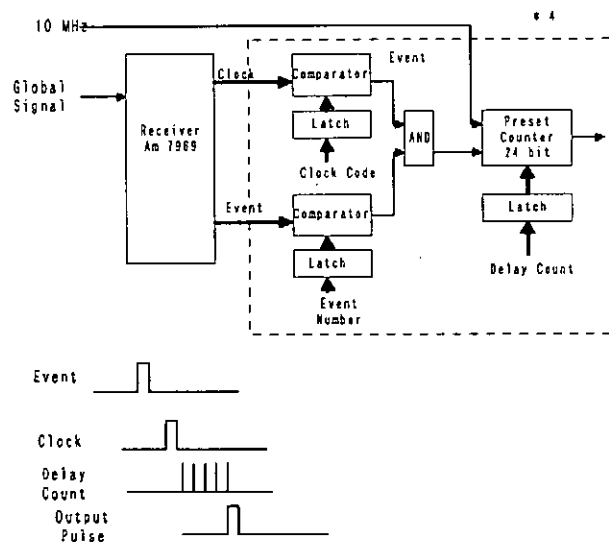 10 MHz
* 4
Global
Signal
Receiver
Am 7969
Clock
Comparator
Event
Latch
Clock Code
AND
Preset
Counter
24 bit
Event
Comparator
Latch
Event
Number
Latch
Delay Count
Event
Clock
Delay
Count
Output
Pulse